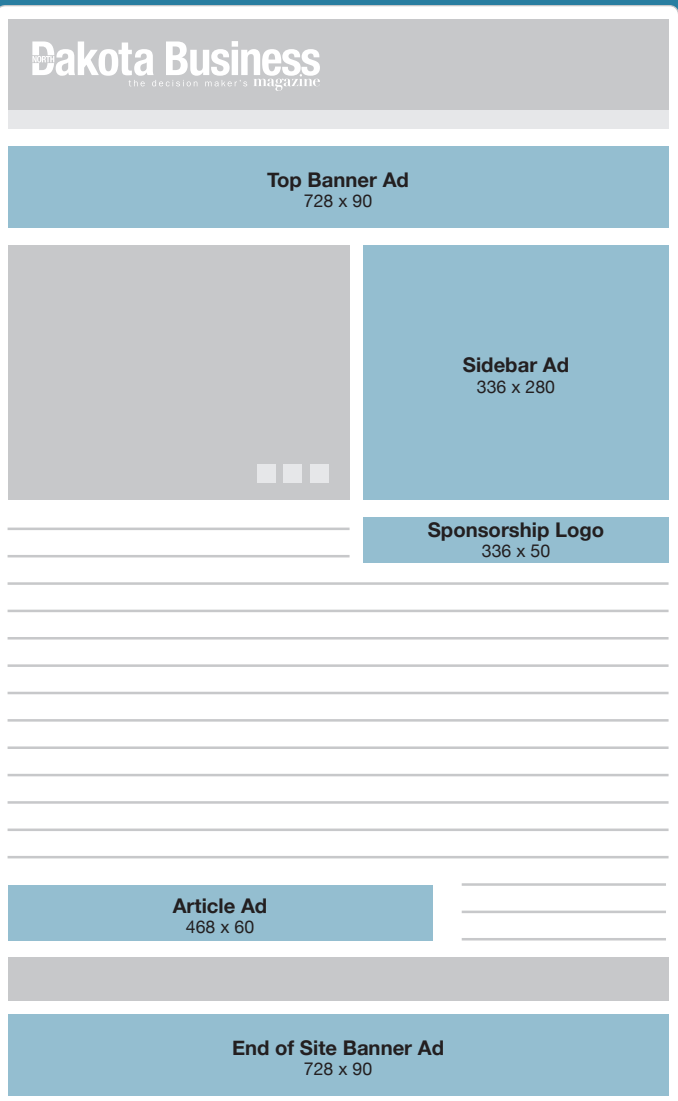 NORTH
Dakota Business
the decision maker's magazine
Top Banner Ad
728 x 90
Sidebar Ad
336 x 280
Sponsorship Logo
336 x 50
Article Ad
468 x 60
End of Site Banner Ad
728 x 90